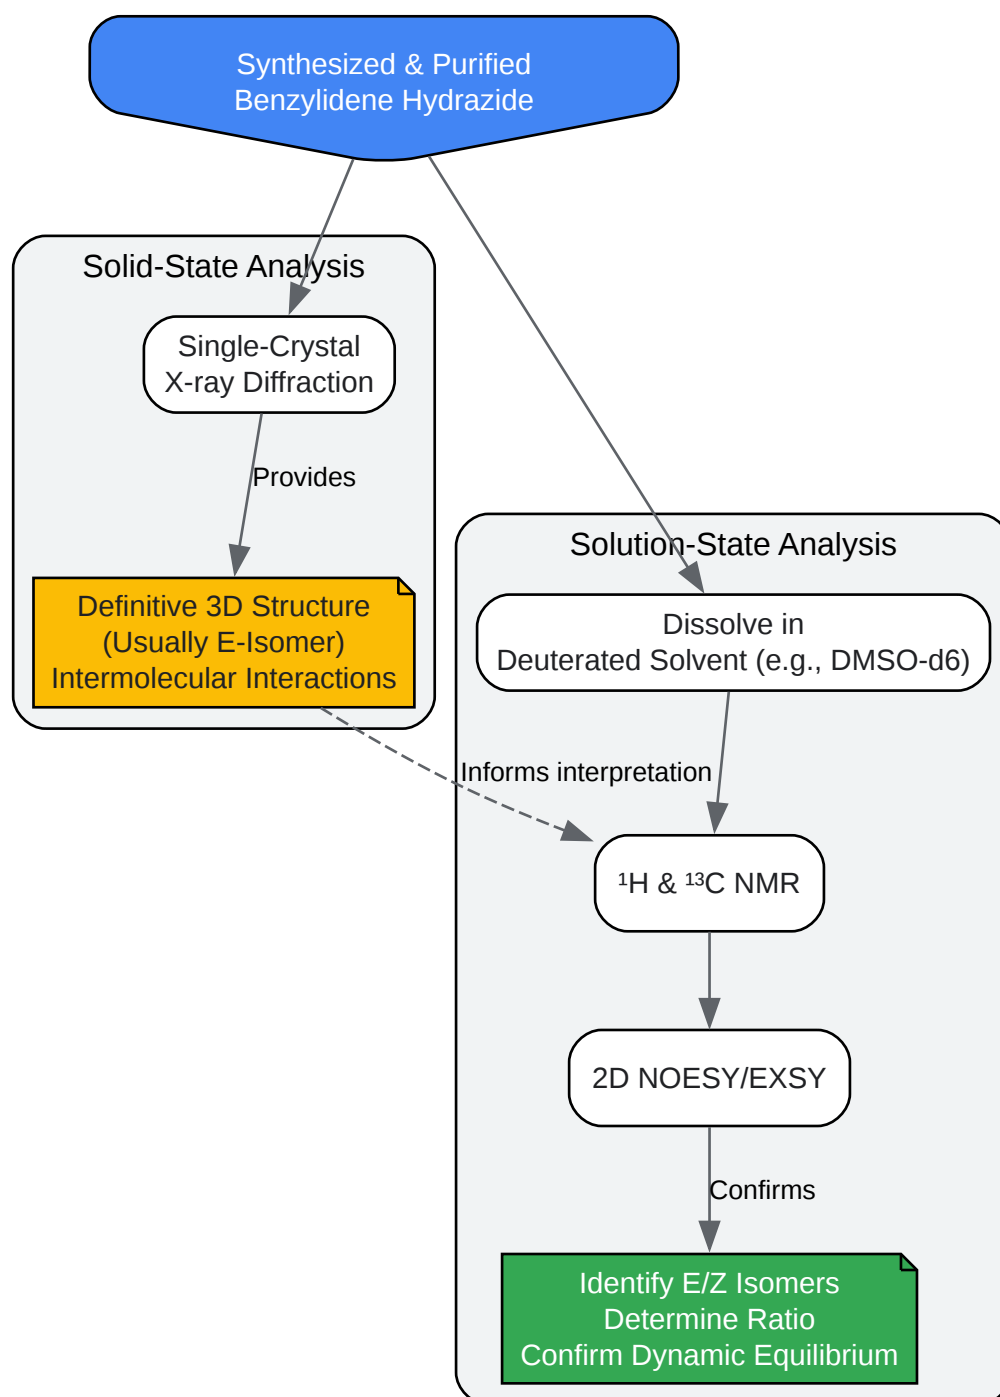 Synthesized & Purified
Benzylidene Hydrazide
Solid-State Analysis
Single-Crystal
X-ray Diffraction
Provides
Definitive 3D Structure
(Usually E-Isomer)
Intermolecular Interactions
Solution-State Analysis
Dissolve in
Deuterated Solvent (e.g., DMSO-d6)
Informs interpretation
¹H & ¹³C NMR
2D NOESY/EXSY
Confirms
Identify E/Z Isomers
Determine Ratio
Confirm Dynamic Equilibrium